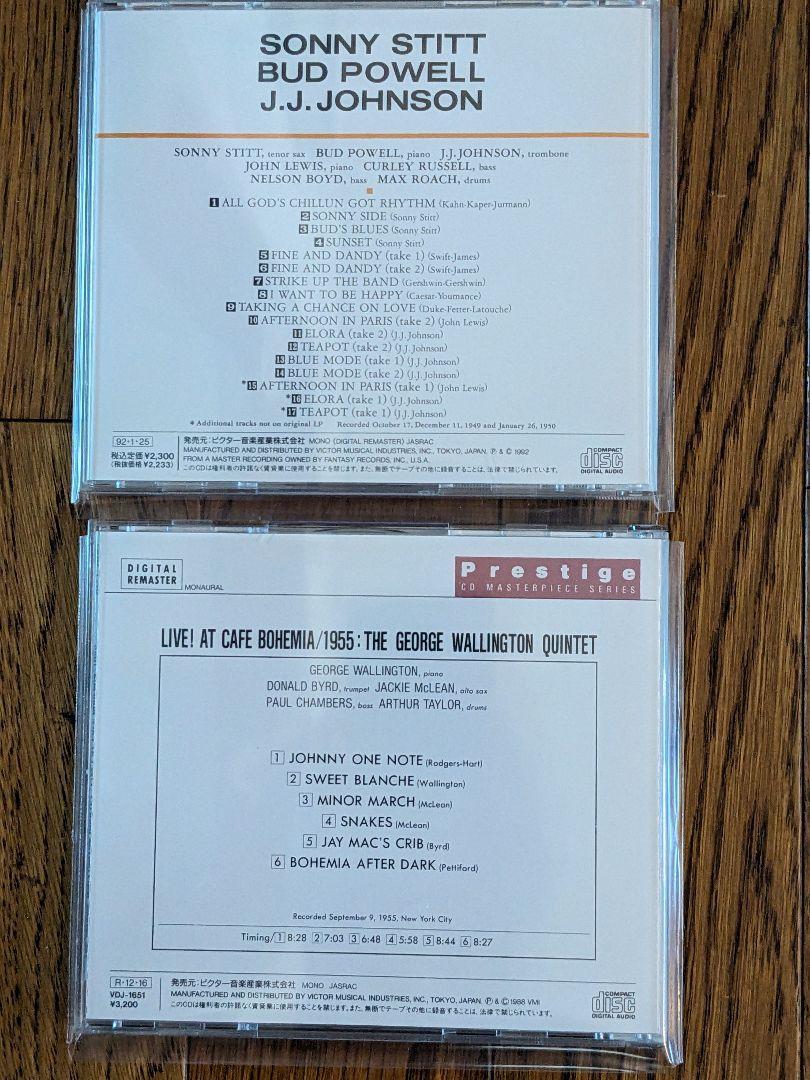 SONNY STITT
BUD POWELL
J.J. JOHNSON
SONNY STITT, tenor sax BUD POWELL, piano J.J. JOHNSON, trombone
JOHN LEWIS, piano CURLEY RUSSELL, bass
NELSON BOYD, bass MAX ROACH, drums
1 ALL GOD'S CHILLUN GOT RHYTHM (Kahn-Kaper-Jurmann)
2 SONNY SIDE (Sonny Stitt)
3 BUD'S BLUES (Sonny Stitt)
4 SUNSET (Sonny Stitt)
5 FINE AND DANDY (take 1) (Swift-James)
6 FINE AND DANDY (take 2) (Swift-James)
7 STRIKE UP THE BAND (Gershwin-Gershwin)
8 I WANT TO BE HAPPY (Caesar-Youmance)
9 TAKING A CHANCE ON LOVE (Duke-Fetter-Latouche)
10 AFTERNOON IN PARIS (take 2) (John Lewis)
11 ELORA (take 2) (J.J. Johnson)
12 TEAPOT (take 2) (J.J. Johnson)
13 BLUE MODE (take 1) (J.J. Johnson)
14 BLUE MODE (take 2) (J.J. Johnson)
*15 AFTERNOON IN PARIS (take 1) (John Lewis)
*16 ELORA (take 1) (J.J. Johnson)
*17 TEAPOT (take 1) (J.J. Johnson)
* Additional tracks not on original LP Recorded October 17, December 11, 1949 and January 26, 1950
92・1・25
税込定価 ¥2,300
(税抜価格 ¥2,233)
発売元:ビクター音楽産業株式会社 MONO (DIGITAL REMASTER) JASRAC
MANUFACTURED AND DISTRIBUTED BY VICTOR MUSICAL INDUSTRIES, INC., TOKYO, JAPAN. Ⓟ & © 1992
FROM A MASTER RECORDING OWNED BY FANTASY RECORDS, INC., U.S.A.
このCDは権利者の許諾なく賃貸業に使用することを禁じます。また、無断でテープその他に録音することは、法律で禁じられています。
COMPACT
disc
DIGITAL AUDIO
DIGITAL
REMASTER
MONAURAL
Prestige
CD MASTERPIECE SERIES
LIVE! AT CAFE BOHEMIA/1955: THE GEORGE WALLINGTON QUINTET
GEORGE WALLINGTON, piano
DONALD BYRD, trumpet JACKIE McLEAN, alto sax
PAUL CHAMBERS, bass ARTHUR TAYLOR, drums
1 JOHNNY ONE NOTE (Rodgers-Hart)
2 SWEET BLANCHE (Wallington)
3 MINOR MARCH (McLean)
4 SNAKES (McLean)
5 JAY MAC'S CRIB (Byrd)
6 BOHEMIA AFTER DARK (Pettiford)
Recorded September 9, 1955, New York City
Timing/1 8:28 2 7:03 3 6:48 4 5:58 5 8:44 6 8:27
R・12・16
VDJ-1651
¥3,200
発売元:ビクター音楽産業株式会社 MONO JASRAC
MANUFACTURED AND DISTRIBUTED BY VICTOR MUSICAL INDUSTRIES, INC., TOKYO, JAPAN. Ⓟ & © 1988 VMI
このCDは権利者の許諾なく賃貸業に使用することを禁じます。また、無断でテープその他に録音することは、法律で禁じられています。
COMPACT
disc
DIGITAL AUDIO